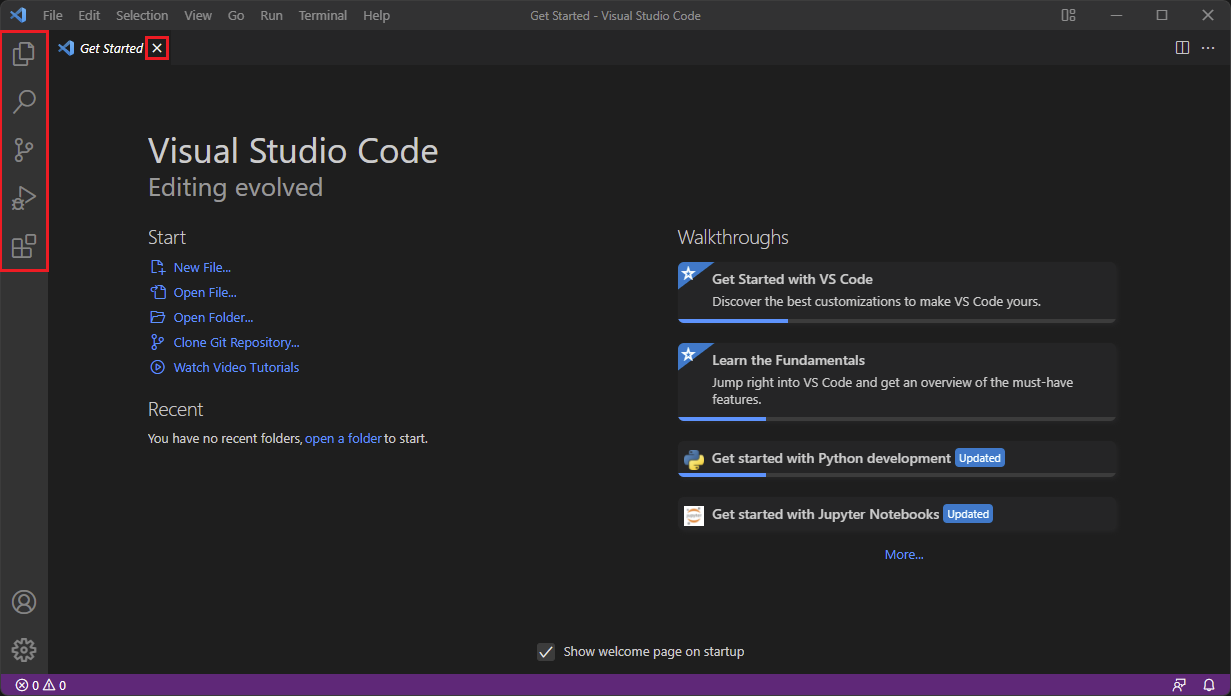 File Edit Selection View Go Run Terminal Help
Get Started - Visual Studio Code
Get Started
Visual Studio Code
Editing evolved
Start
New File...
Open File...
Open Folder...
Clone Git Repository...
Watch Video Tutorials
Recent
You have no recent folders, open a folder to start.
Walkthroughs
Get Started with VS Code
Discover the best customizations to make VS Code yours.
Learn the Fundamentals
Jump right into VS Code and get an overview of the must-have
features.
Get started with Python development Updated
Get started with Jupyter Notebooks Updated
More...
Show welcome page on startup
0 0